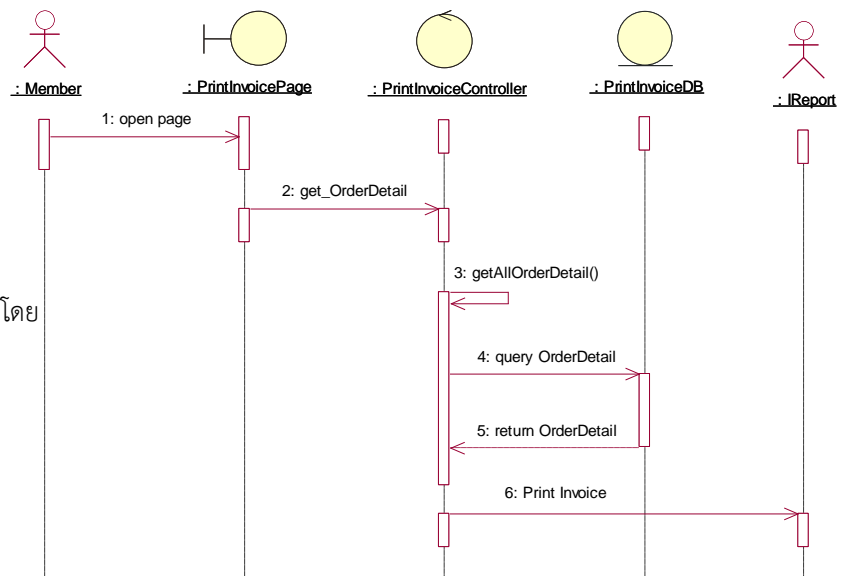 : Member
: PrintInvoicePage
: PrintInvoiceController
: PrintInvoiceDB
: IReport
1: open page
2: get_OrderDetail
3: getAllOrderDetail()
โดย
4: query OrderDetail
5: return OrderDetail
6: Print Invoice